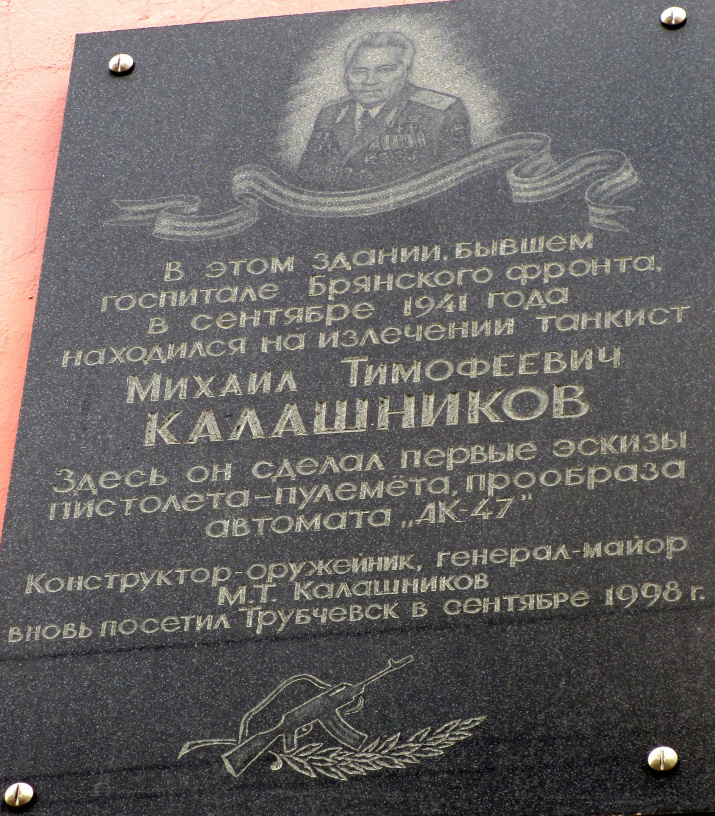 В этом здании, бывшем
госпитале Брянского фронта,
в сентябре 1941 года
находился на излечении танкист
Михаил Тимофеевич
КАЛАШНИКОВ
Здесь он сделал первые эскизы
пистолета-пулемёта, прообраза
автомата „АК-47"
Конструктор-оружейник, генерал-майор
М.Т. Калашников
вновь посетил Трубчевск в сентябре 1998 г.